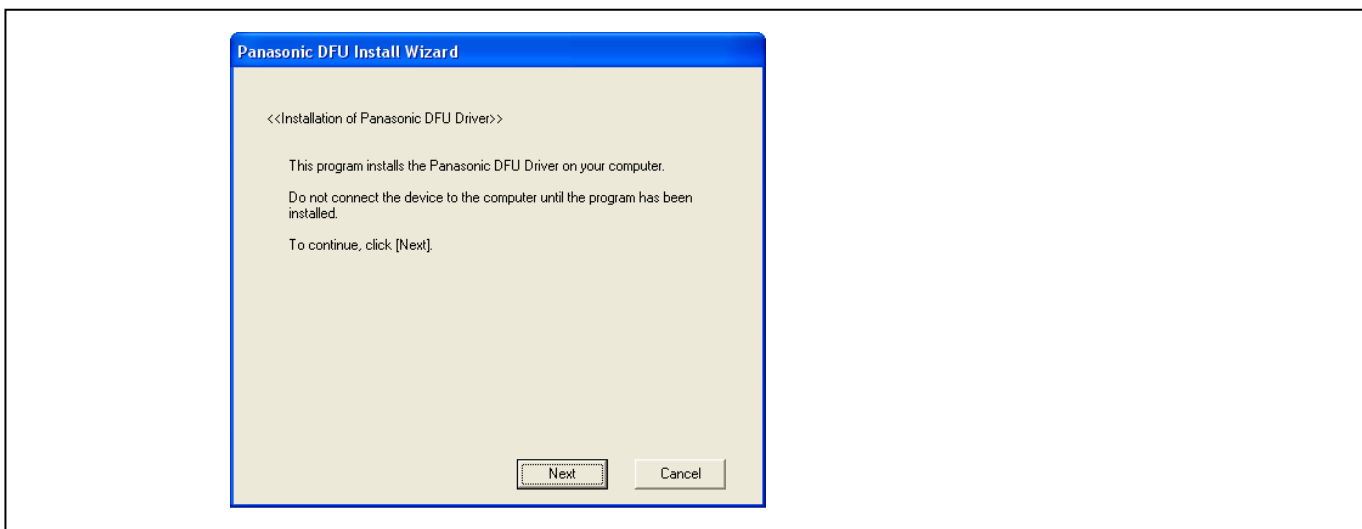 Panasonic DFU Install Wizard
<<Installation of Panasonic DFU Driver>>
This program installs the Panasonic DFU Driver on your computer.
Do not connect the device to the computer until the program has been
installed.
To continue, click [Next].
Next Cancel